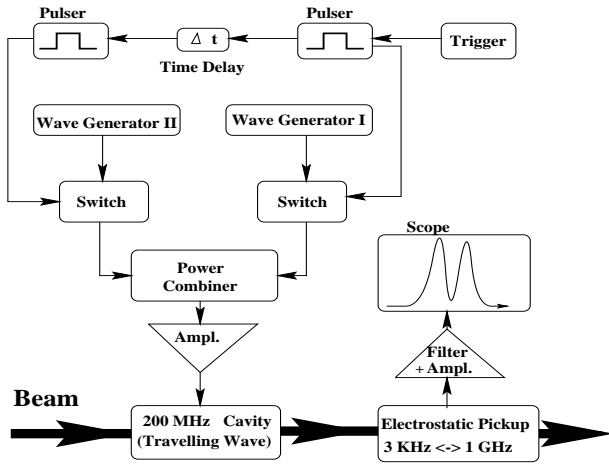 Pulser
Pulser
Δ t
Trigger
Time Delay
Wave Generator II
Wave Generator I
Switch
Switch
Scope
Power
Combiner
Ampl.
Filter
+ Ampl.
Beam
200 MHz Cavity
(Travelling Wave)
Electrostatic Pickup
3 KHz <-> 1 GHz